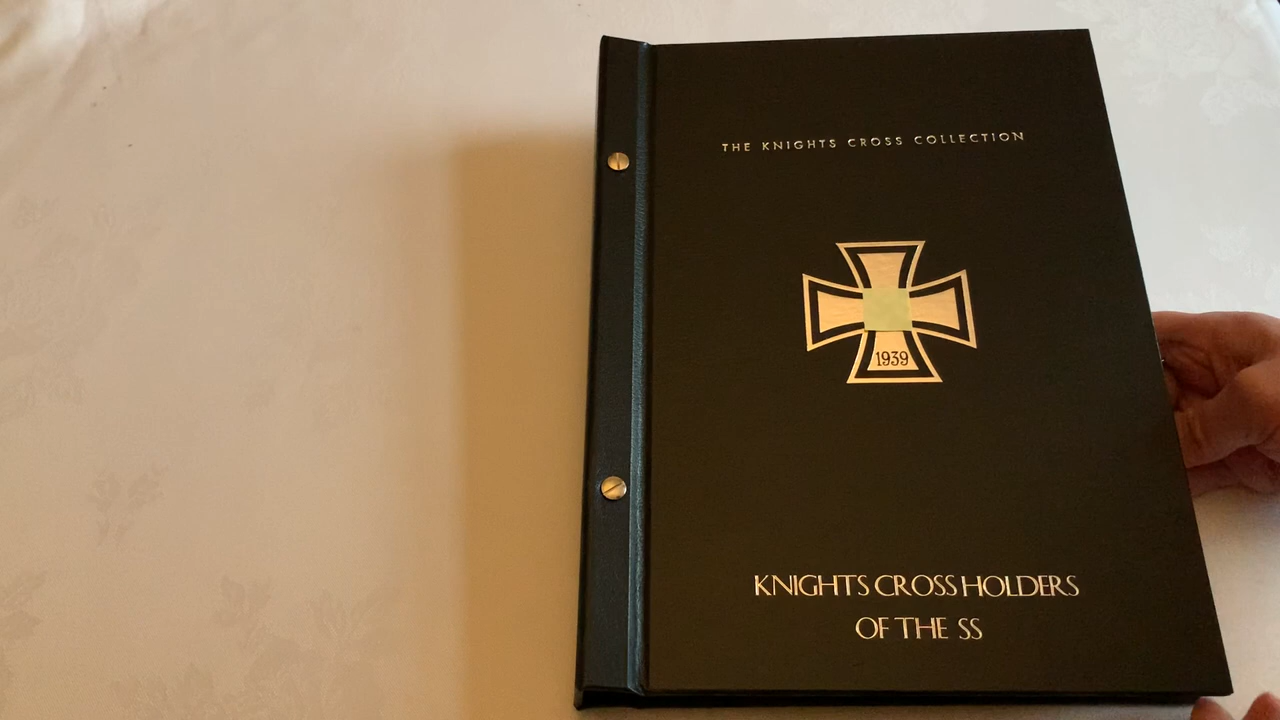 THE KNIGHTS CROSS COLLECTION
1939
KNIGHTS CROSS HOLDERS
OF THE SS